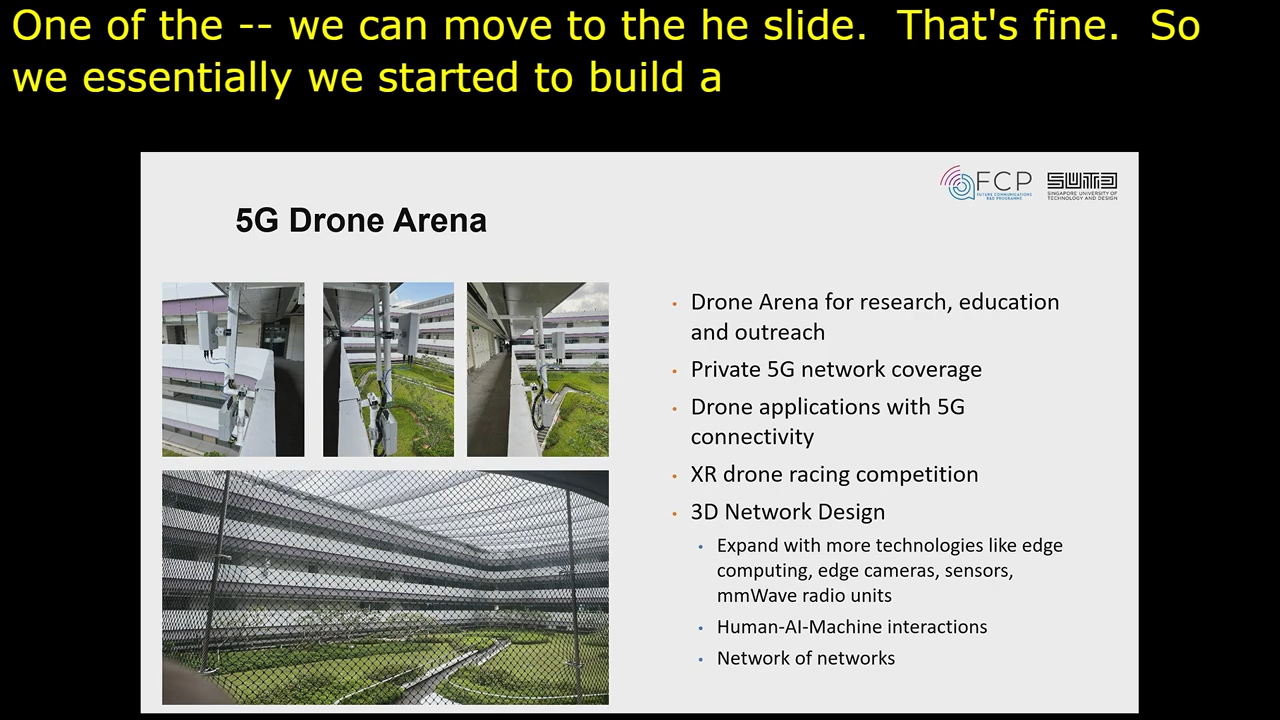 One of the -- we can move to the he slide.  That's fine.  So
we essentially we started to build a
FCP
FUTURE COMMUNICATIONS
R&D PROGRAMME
SUTD
SINGAPORE UNIVERSITY OF
TECHNOLOGY AND DESIGN
5G Drone Arena
• Drone Arena for research, education
and outreach
• Private 5G network coverage
• Drone applications with 5G
connectivity
• XR drone racing competition
• 3D Network Design
• Expand with more technologies like edge
computing, edge cameras, sensors,
mmWave radio units
• Human-AI-Machine interactions
• Network of networks